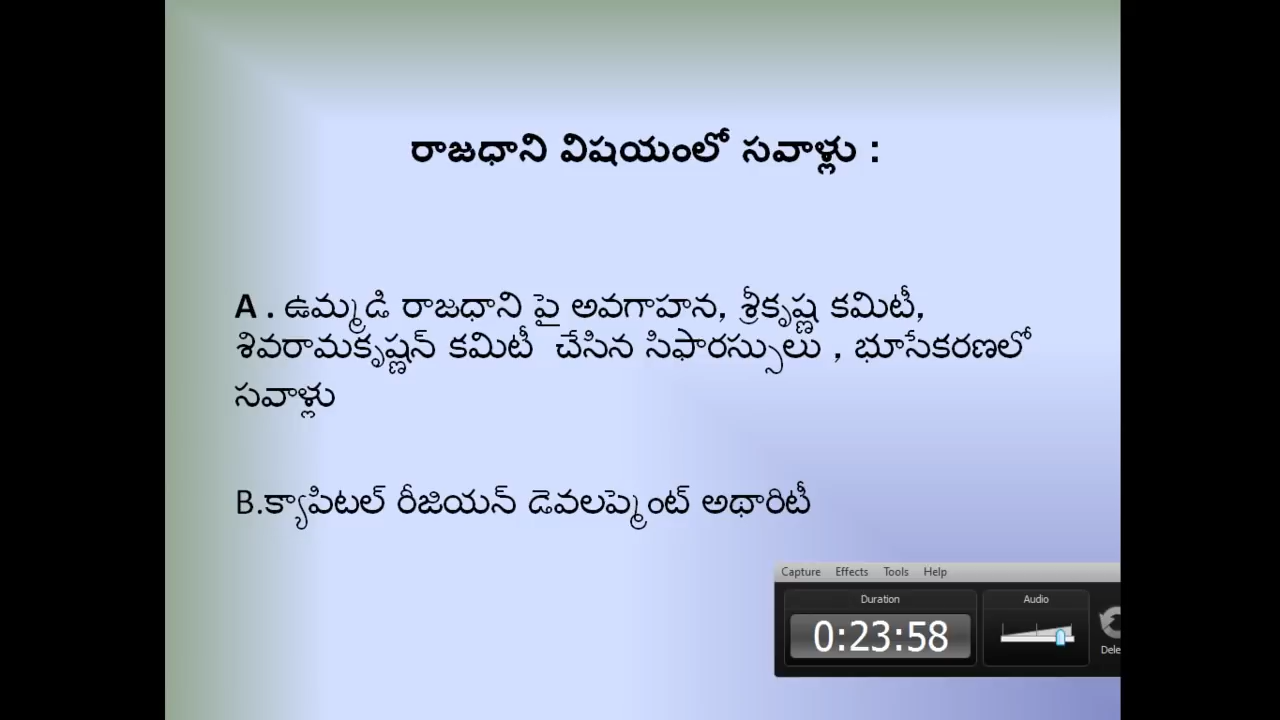 రాజధాని విషయంలో సవాళ్లు :
A . ఉమ్మడి రాజధాని పై అవగాహన, శ్రీకృష్ణ కమిటీ,
శివరామకృష్ణన్ కమిటీ చేసిన సిఫారస్సులు , భూసేకరణలో
సవాళ్లు
B.క్యాపిటల్ రీజియన్ డెవలప్మెంట్ అథారిటీ
Capture Effects Tools Help
Duration Audio
0:23:58
Dele